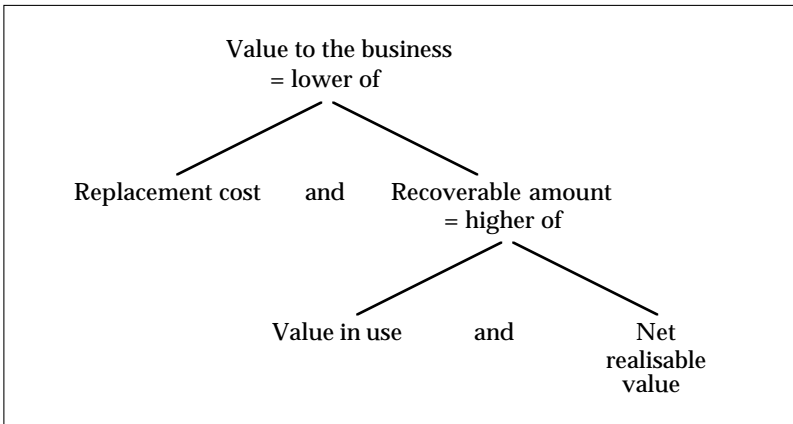 Value to the business
= lower of
Replacement cost and Recoverable amount
= higher of
Value in use and Net
realisable
value